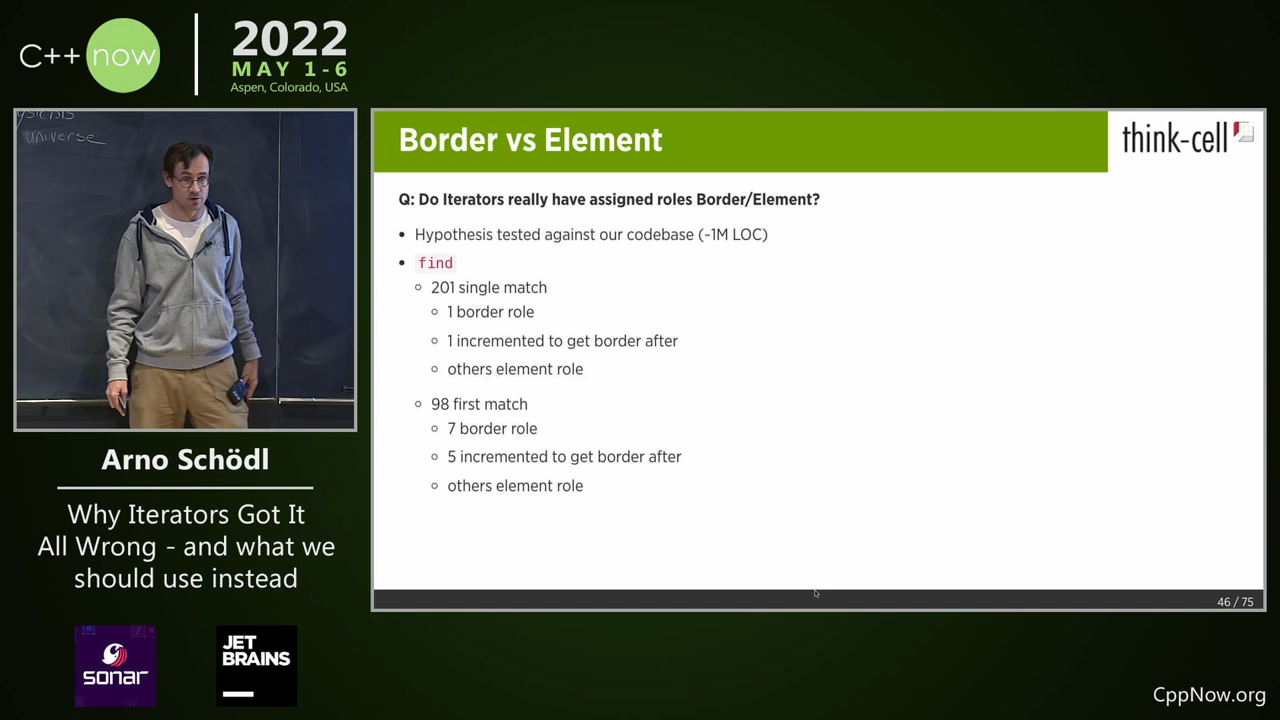 C++ now
2022
MAY 1-6
Aspen, Colorado, USA
universe
Arno Schödl
Why Iterators Got It
All Wrong - and what we
should use instead
sonar
JET
BRAINS
Border vs Element
think-cell
Q: Do Iterators really have assigned roles Border/Element?
• Hypothesis tested against our codebase (~1M LOC)
• find
○ 201 single match
○ 1 border role
○ 1 incremented to get border after
○ others element role
○ 98 first match
○ 7 border role
○ 5 incremented to get border after
○ others element role
46 / 75
CppNow.org